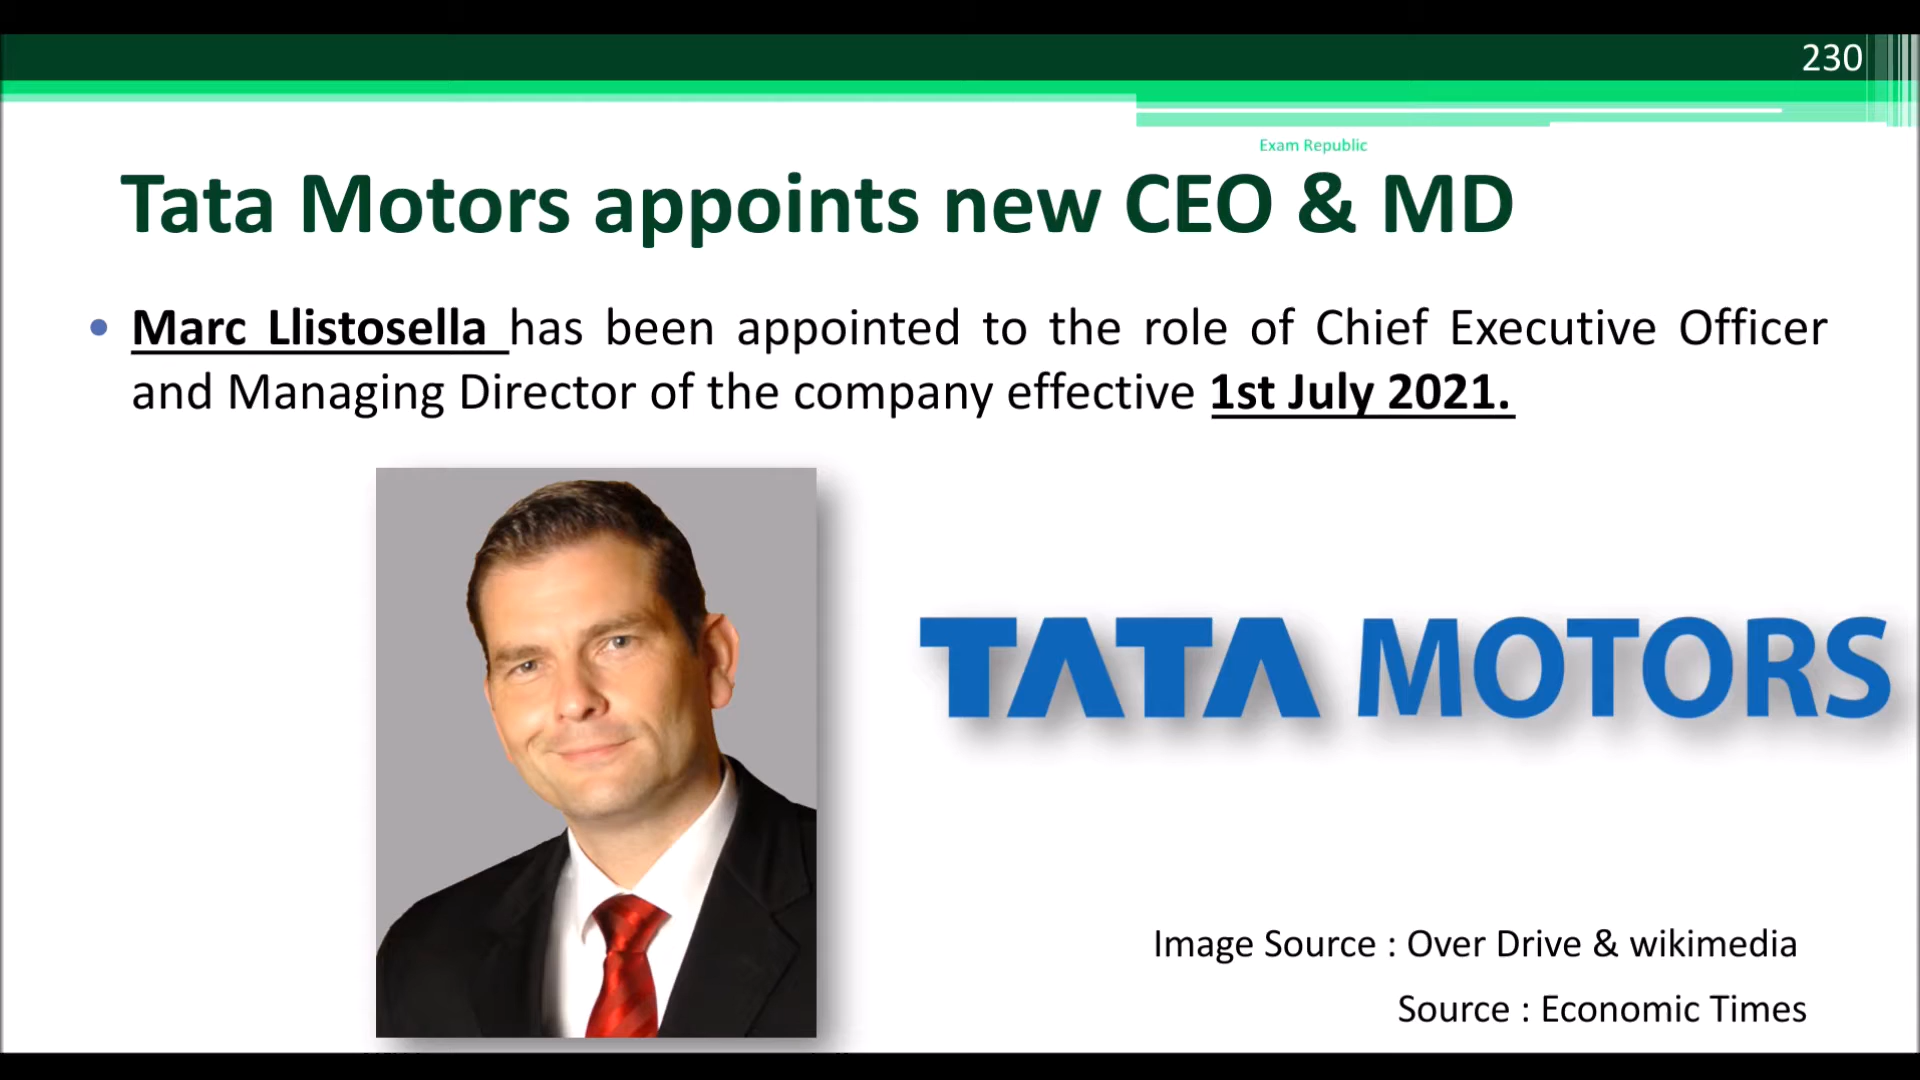 230
Exam Republic
Tata Motors appoints new CEO & MD
• Marc Llistosella has been appointed to the role of Chief Executive Officer
and Managing Director of the company effective 1st July 2021.
TATA MOTORS
Image Source : Over Drive & wikimedia
Source : Economic Times